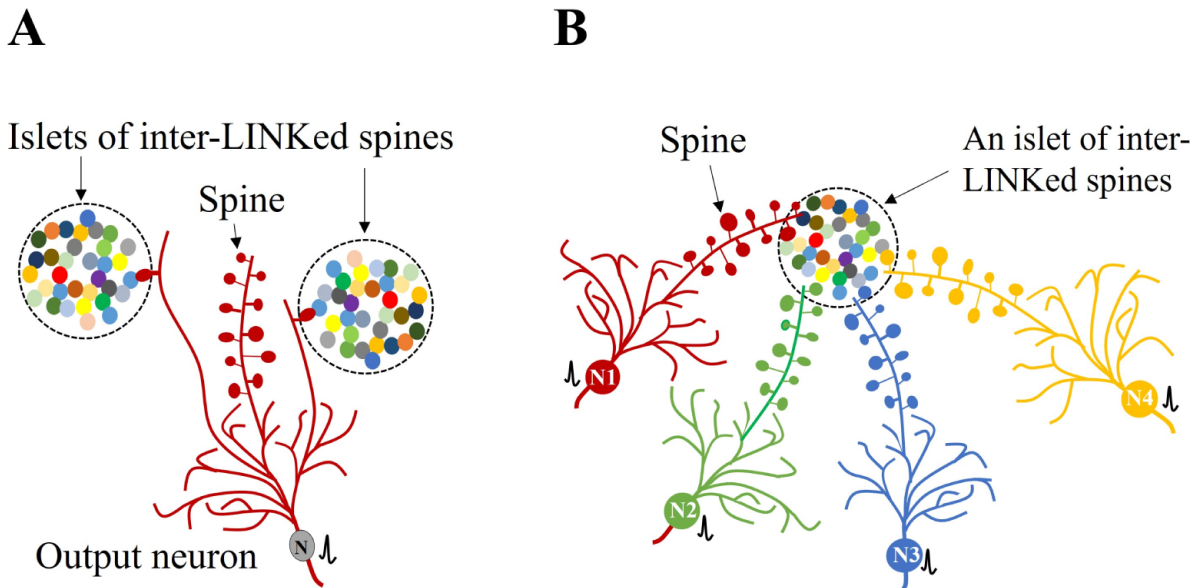 A
B
Islets of inter-LINKed spines
Spine
Output neuron
N
Spine
An islet of inter-
LINKed spines
N1
N2
N3
N4